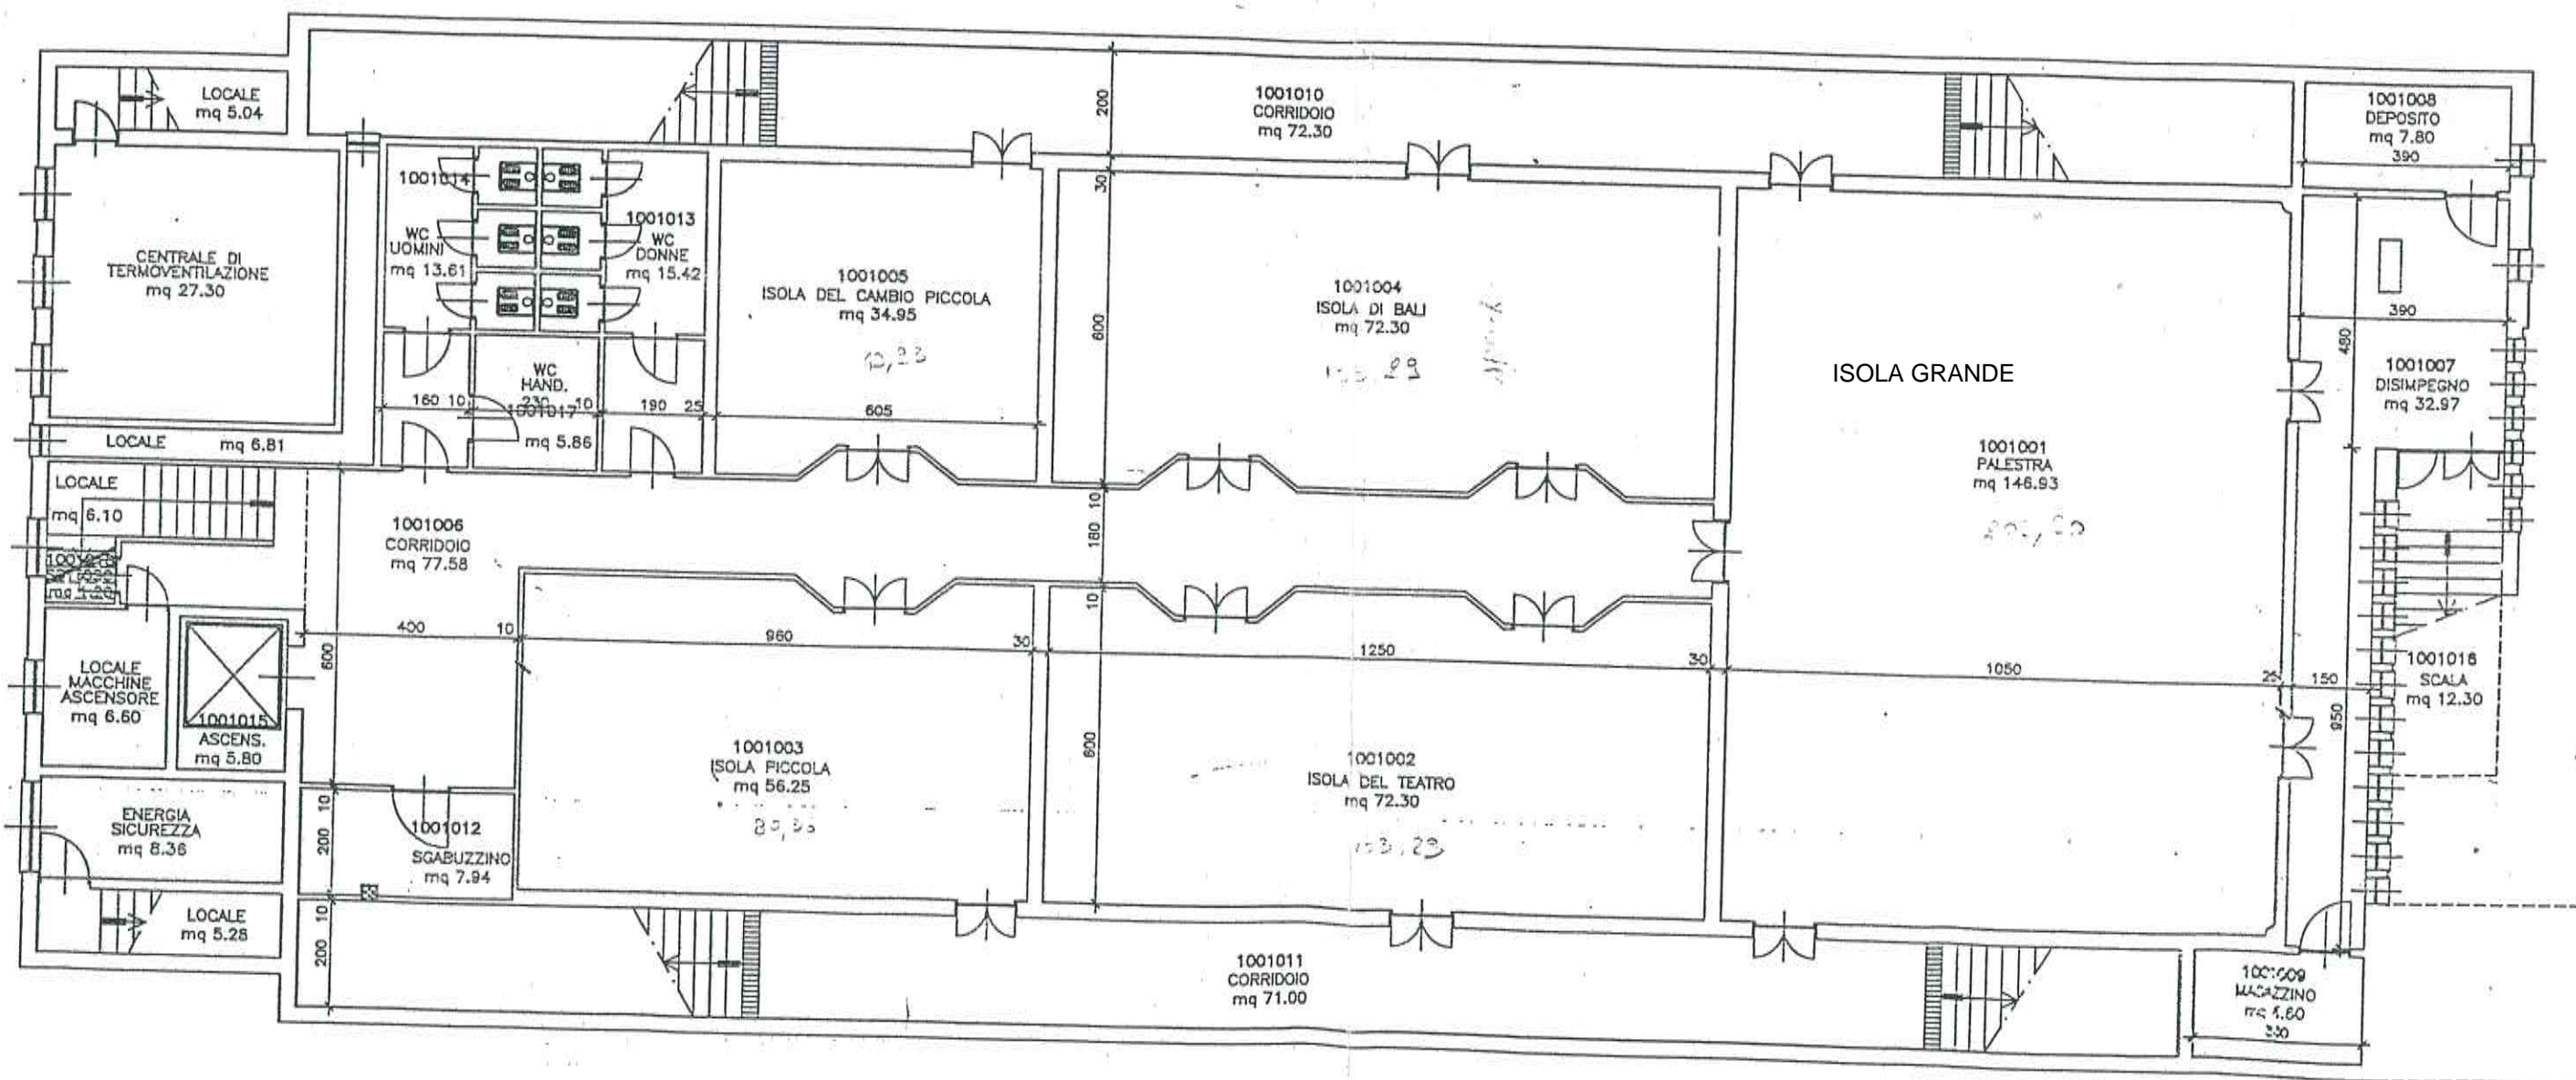 LOCALE
mq 5.04
1001010
CORRIDOIO
mq 72.30
200
1001008
DEPOSITO
mq 7.80
390
CENTRALE DI
TERMOVENTILAZIONE
mq 27.30
1001014
WC
UOMINI
mq 13.61
1001013
WC
DONNE
mq 15.42
1001005
ISOLA DEL CAMBIO PICCOLA
mq 34.95
30
600
1001004
ISOLA DI BALI
mq 72.30
ISOLA GRANDE
1001001
PALESTRA
mq 146.93
390
480
1001007
DISIMPEGNO
mq 32.97
WC
HAND.
230
1001017
mq 5.86
160
10
10
190
25
605
LOCALE
mq 6.81
LOCALE
mq 6.10
1001006
CORRIDOIO
mq 77.58
10
180
10
400
10
960
30
1250
30
1050
25
150
600
LOCALE
MACCHINE
ASCENSORE
mq 6.60
1001015
ASCENS.
mq 5.80
1001003
ISOLA PICCOLA
mq 56.25
600
1001002
ISOLA DEL TEATRO
mq 72.30
1001016
SCALA
mq 12.30
950
ENERGIA
SICUREZZA
mq 8.36
10
200
1001012
SGABUZZINO
mq 7.94
LOCALE
mq 5.28
10
200
1001011
CORRIDOIO
mq 71.00
MAGAZZINO